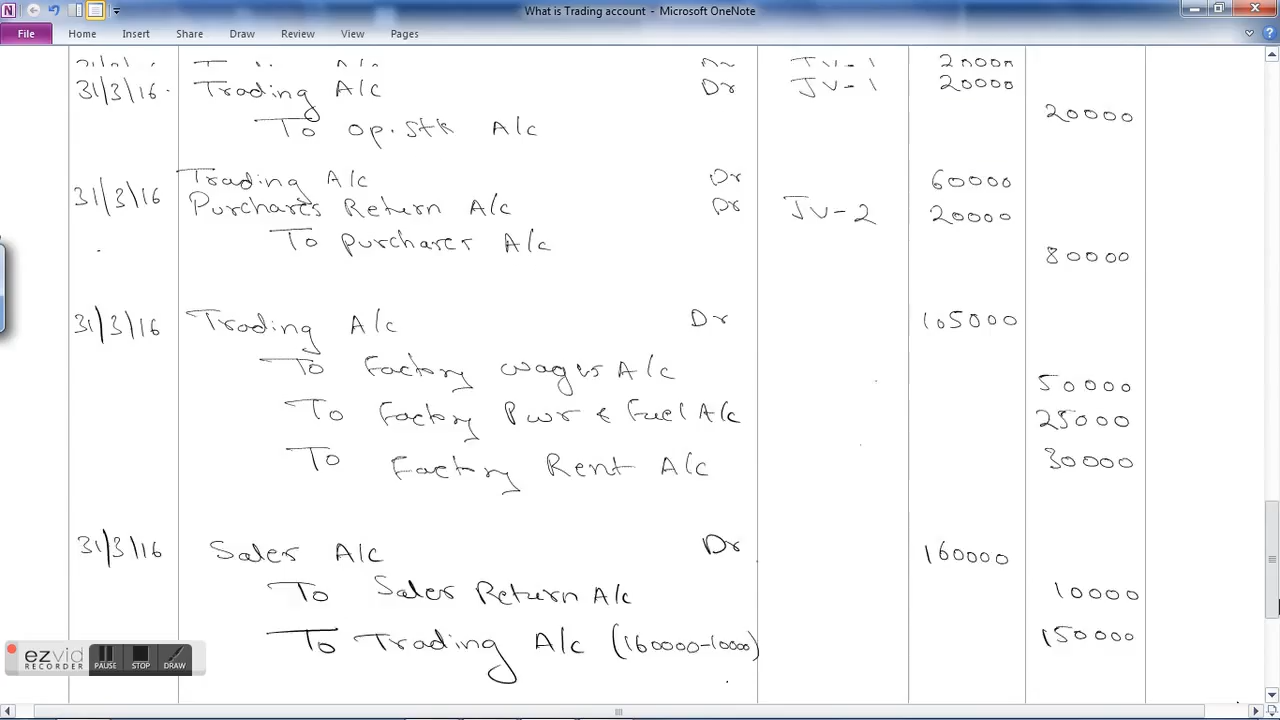 What is Trading account - Microsoft OneNote
File Home Insert Share Draw Review View Pages
31/3/16 Trading A/c Dr JV-1 20000
To op. stk A/c 20000
31/3/16 Trading A/c Dr 60000
Purchases Return A/c Dr JV-2 20000
To purchases A/c 80000
31/3/16 Trading A/c Dr 105000
To Factory wages A/c 50000
To Factory Pwr & Fuel A/c 25000
To Factory Rent A/c 30000
31/3/16 Sales A/c Dr 160000
To Sales Return A/c 10000
To Trading A/c (160000-10000) 150000
ezvid RECORDER PAUSE STOP DRAW